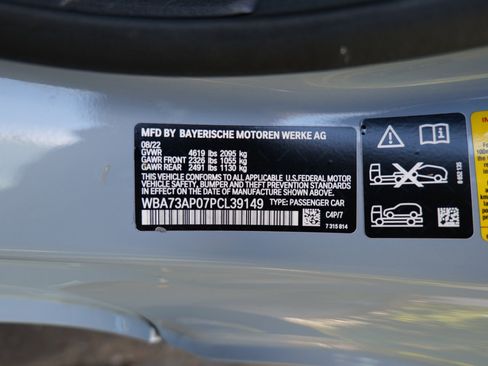 MFD BY BAYERISCHE MOTOREN WERKE AG
08/22
GVWR 4619 lbs 2095 kg
GAWR FRONT 2326 lbs 1055 kg
GAWR REAR 2491 lbs 1130 kg
THIS VEHICLE CONFORMS TO ALL APPLICABLE U.S.FEDERAL MOTOR
VEHICLE SAFETY, BUMPER, AND THEFT PREVENTION STANDARDS
IN EFFECT ON THE DATE OF MANUFACTURE SHOWN ABOVE.
WBA73AP07PCL39149 TYPE: PASSENGER CAR
C4P/7
7 315 814
8 652 135